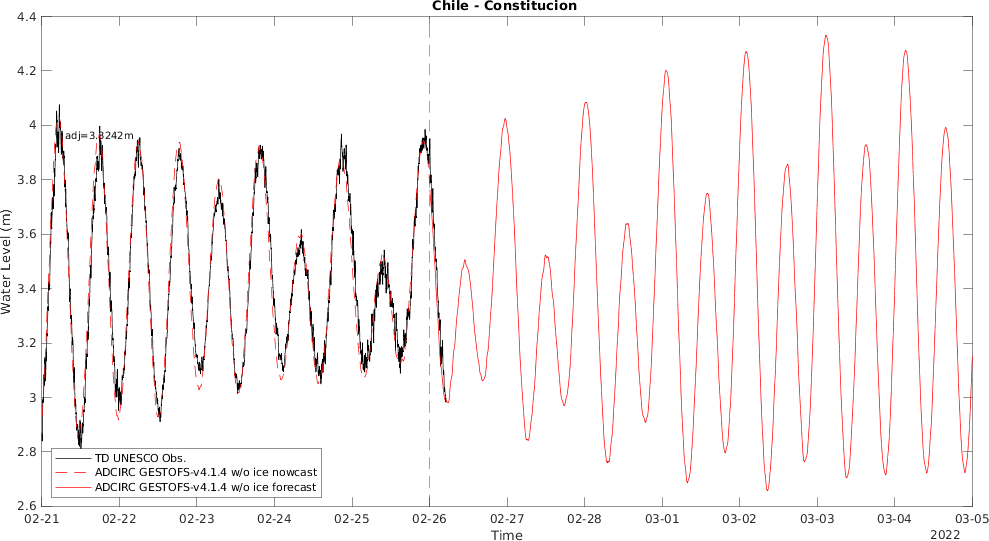 Chile - Constitucion
4.4
4.2
4
3.8
3.6
3.4
3.2
3
2.8
2.6
Water Level (m)
adj=3.3242m
TD UNESCO Obs.
ADCIRC GESTOFS-v4.1.4 w/o ice nowcast
ADCIRC GESTOFS-v4.1.4 w/o ice forecast
02-21 02-22 02-23 02-24 02-25 02-26 02-27 02-28 03-01 03-02 03-03 03-04 03-05
Time
2022